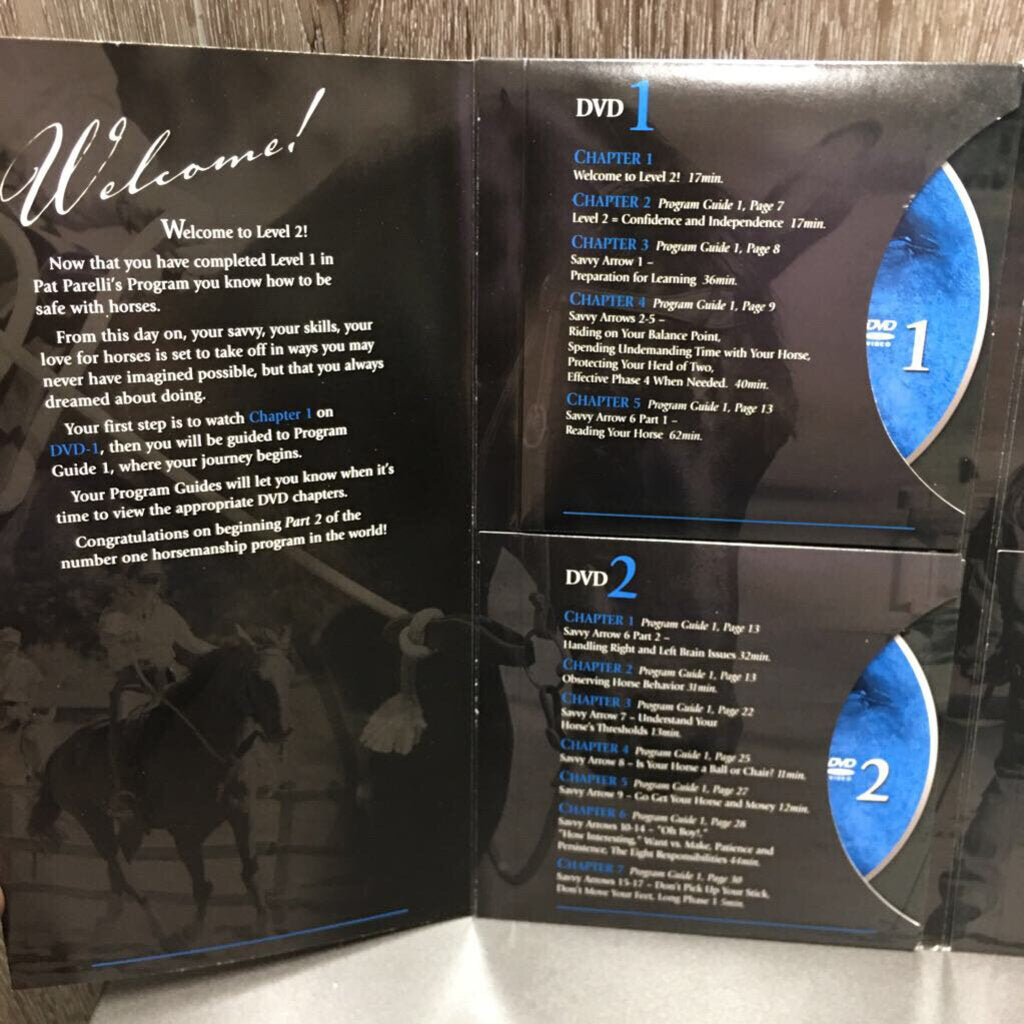 Welcome!
Welcome to Level 2!
Now that you have completed Level 1 in
Pat Parelli's Program you know how to be
safe with horses.
From this day on, your savvy, your skills, your
love for horses is set to take off in ways you may
never have imagined possible, but that you always
dreamed about doing.
Your first step is to watch Chapter 1 on
DVD-1, then you will be guided to Program
Guide 1, where your journey begins.
Your Program Guides will let you know when it's
time to view the appropriate DVD chapters.
Congratulations on beginning Part 2 of the
number one horsemanship program in the world!
DVD 1
CHAPTER 1
Welcome to Level 2! 17min.
CHAPTER 2 Program Guide 1, Page 7
Level 2 = Confidence and Independence 17min.
CHAPTER 3 Program Guide 1, Page 8
Savvy Arrow 1 –
Preparation for Learning 36min.
CHAPTER 4 Program Guide 1, Page 9
Savvy Arrows 2-5 –
Riding on Your Balance Point,
Spending Undemanding Time with Your Horse,
Protecting Your Herd of Two,
Effective Phase 4 When Needed. 40min.
CHAPTER 5 Program Guide 1, Page 13
Savvy Arrow 6 Part 1 –
Reading Your Horse 62min.
DVD VIDEO 1
DVD 2
CHAPTER 1 Program Guide 1, Page 13
Savvy Arrow 6 Part 2 –
Handling Right and Left Brain Issues 32min.
CHAPTER 2 Program Guide 1, Page 13
Observing Horse Behavior 31min.
CHAPTER 3 Program Guide 1, Page 22
Savvy Arrow 7 – Understand Your
Horse's Thresholds 13min.
CHAPTER 4 Program Guide 1, Page 25
Savvy Arrow 8 – Is Your Horse a Ball or Chair? 11min.
CHAPTER 5 Program Guide 1, Page 27
Savvy Arrow 9 – Go Get Your Horse and Mosey 12min.
CHAPTER 6 Program Guide 1, Page 28
Savvy Arrows 10-14 – "Oh Boy!,"
"How Interesting," Want vs. Make, Patience and
Persistence, The Eight Responsibilities 44min.
CHAPTER 7 Program Guide 1, Page 30
Savvy Arrows 15-17 – Don't Pick Up Your Stick,
Don't Move Your Feet, Long Phase 1 5min.
DVD VIDEO 2